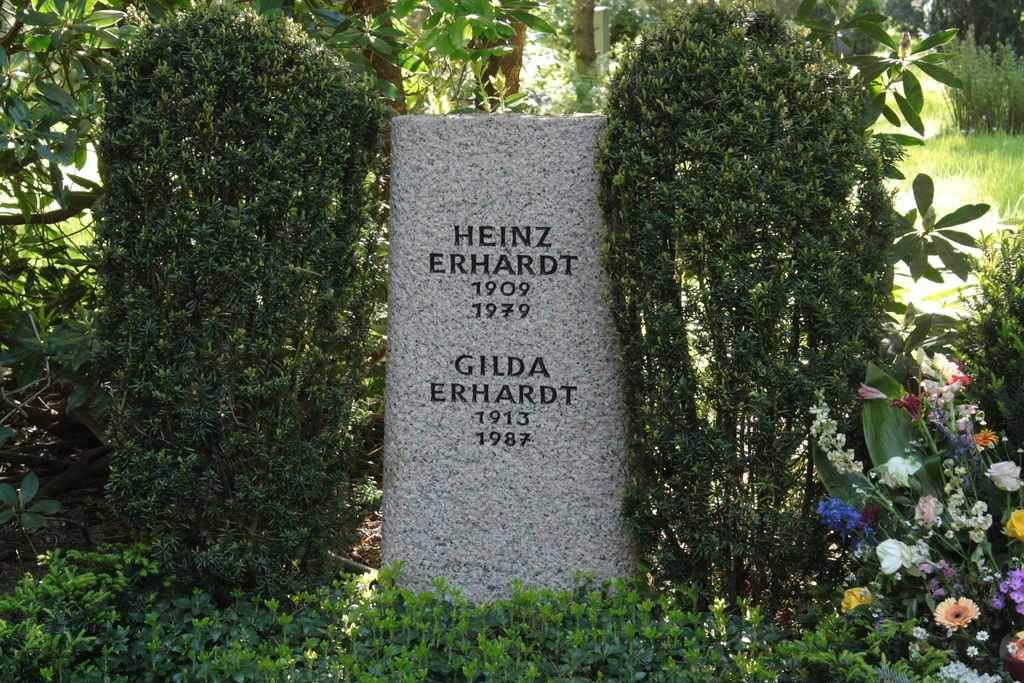 HEINZ
ERHARDT
1909
1979
GILDA
ERHARDT
1913
1987